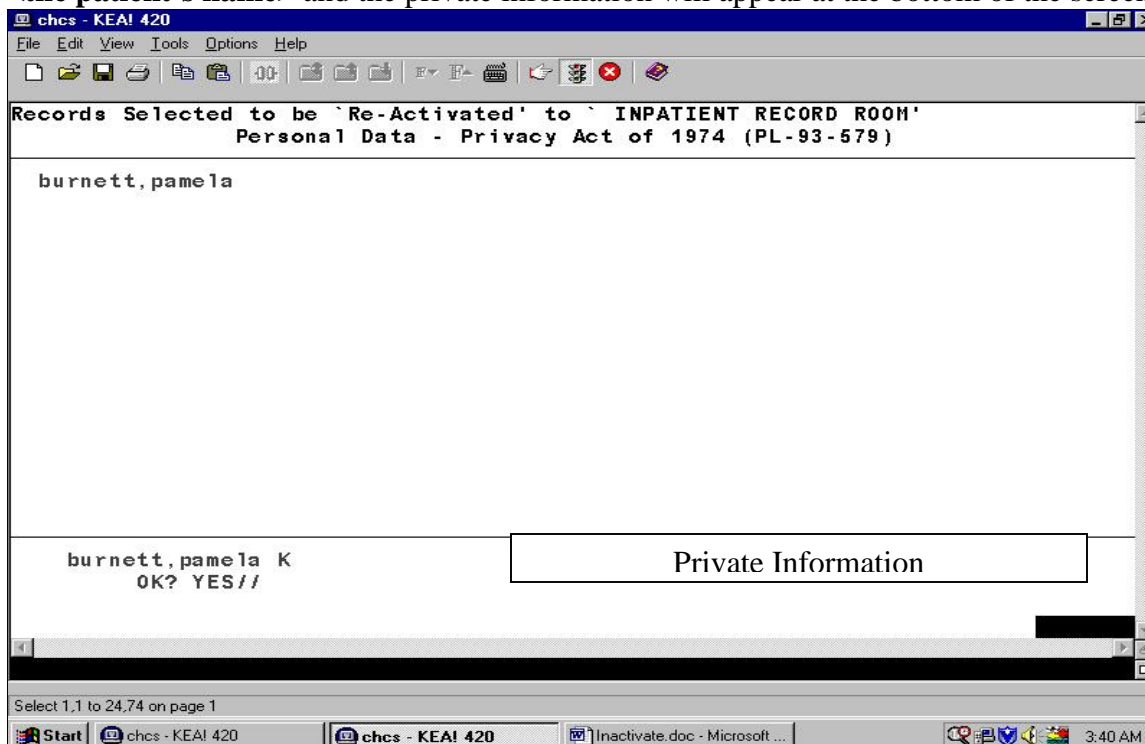 the patient's name> and the private information will appear at the bottom of the screen
chcs - KEA! 420
File Edit View Tools Options Help
Records Selected to be `Re-Activated' to ` INPATIENT RECORD ROOM'
Personal Data - Privacy Act of 1974 (PL-93-579)
burnett,pamela
burnett,pamela K
Private Information
OK? YES//
Select 1,1 to 24,74 on page 1
Start chcs - KEA! 420 chcs - KEA! 420 Inactivate.doc - Microsoft ... 3:40 AM